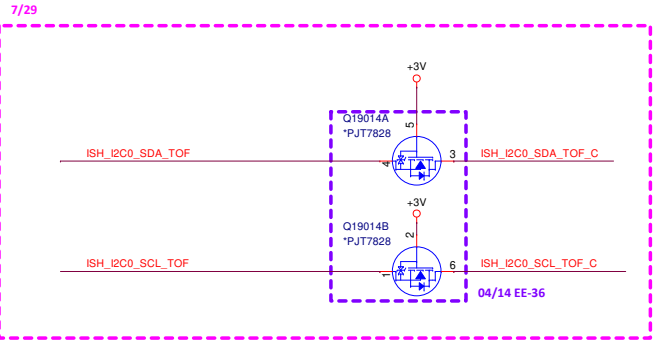 7/29
+3V
Q19014A
*PJT7828
5
ISH_I2C0_SDA_TOF
4
3
ISH_I2C0_SDA_TOF_C
+3V
Q19014B
*PJT7828
2
ISH_I2C0_SCL_TOF
1
6
ISH_I2C0_SCL_TOF_C
04/14 EE-36